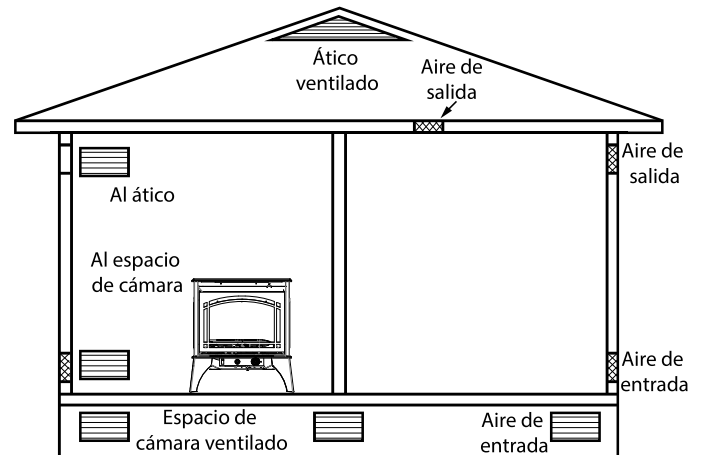 Ático
ventilado
Aire de
salida
Aire de
salida
Al ático
Al espacio
de cámara
Aire de
entrada
Espacio de
cámara ventilado
Aire de
entrada